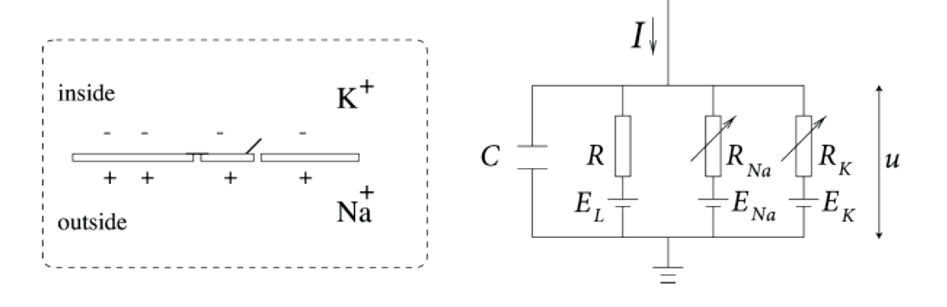 inside
K+
- - - -
+ + + +
Na+
outside
I
C
R
R_Na
R_K
u
E_L
E_Na
E_K